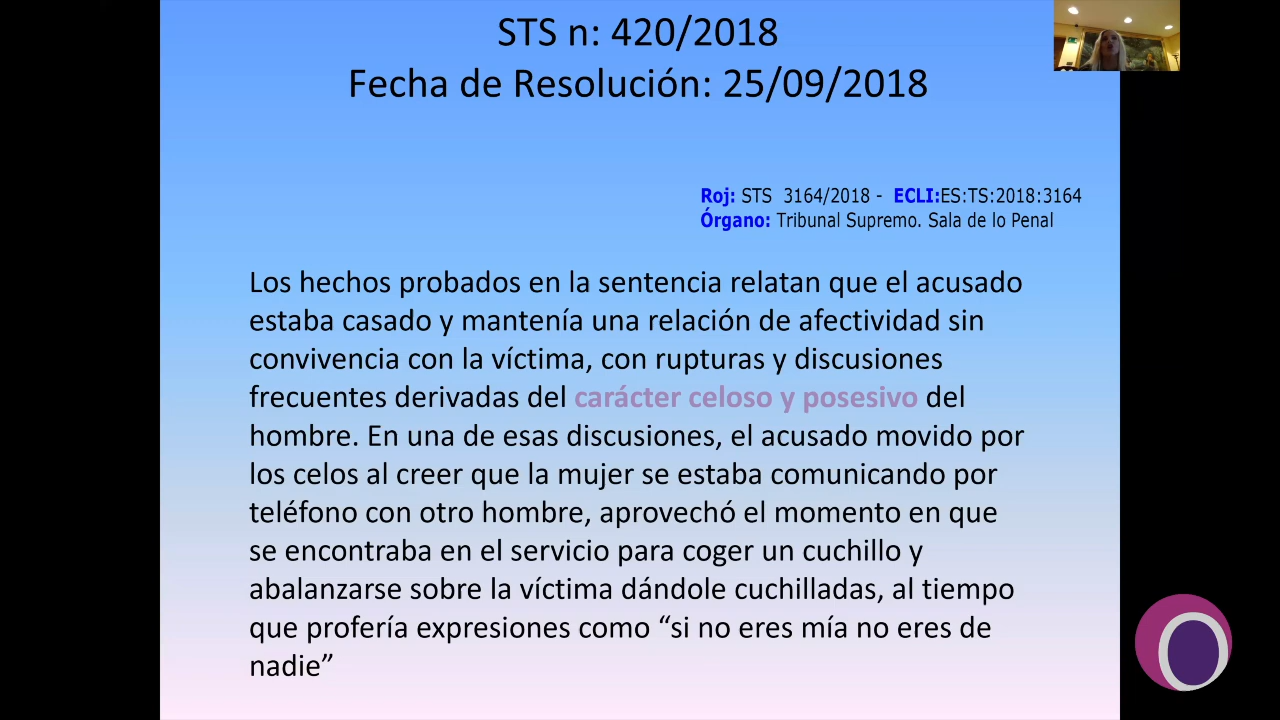 STS n: 420/2018
Fecha de Resolución: 25/09/2018
Roj: STS 3164/2018 - ECLI:ES:TS:2018:3164
Órgano: Tribunal Supremo. Sala de lo Penal
Los hechos probados en la sentencia relatan que el acusado
estaba casado y mantenía una relación de afectividad sin
convivencia con la víctima, con rupturas y discusiones
frecuentes derivadas del carácter celoso y posesivo del
hombre. En una de esas discusiones, el acusado movido por
los celos al creer que la mujer se estaba comunicando por
teléfono con otro hombre, aprovechó el momento en que
se encontraba en el servicio para coger un cuchillo y
abalanzarse sobre la víctima dándole cuchilladas, al tiempo
que profería expresiones como “si no eres mía no eres de
nadie”